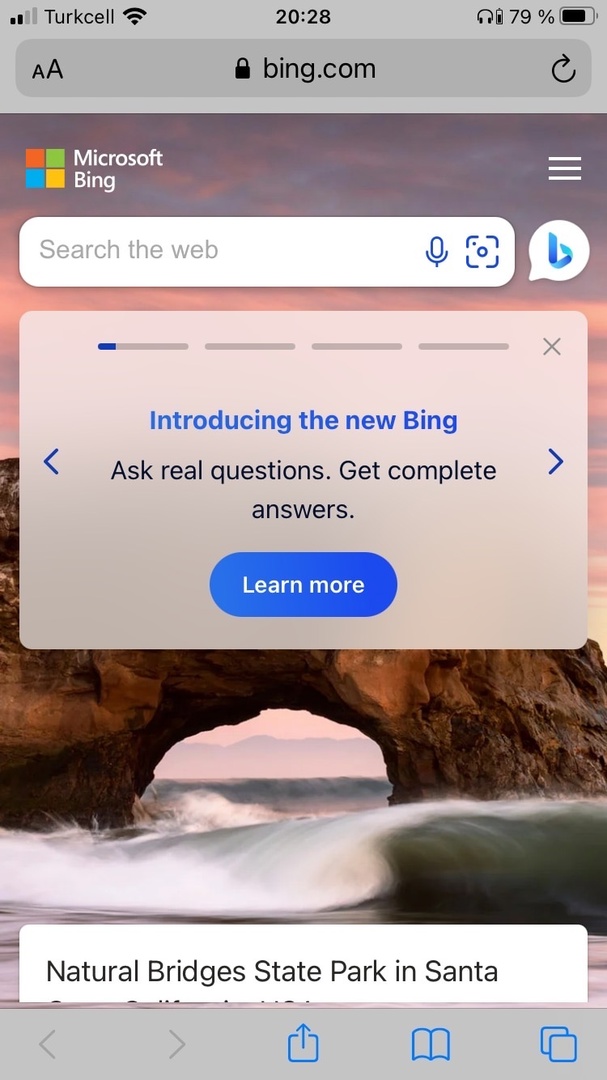 Turkcell 20:28 79 %
AA bing.com
Microsoft
Bing
Search the web
Introducing the new Bing
Ask real questions. Get complete
answers.
Learn more
Natural Bridges State Park in Santa